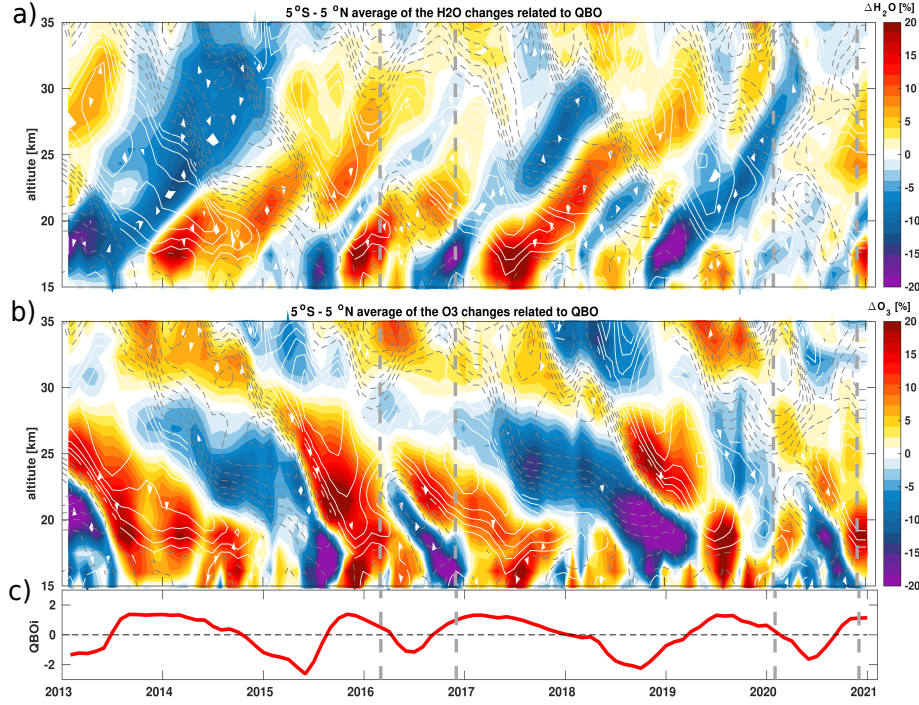 a)
5°S - 5 °N average of the H2O changes related to QBO
ΔH₂O [%]
altitute [km]
35
30
25
20
15
20
15
10
5
0
-5
-10
-15
-20
b)
5°S - 5 °N average of the O3 changes related to QBO
ΔO₃ [%]
altitute [km]
35
30
25
20
15
20
15
10
5
0
-5
-10
-15
-20
c)
QBOi
2
0
-2
2013 2014 2015 2016 2017 2018 2019 2020 2021